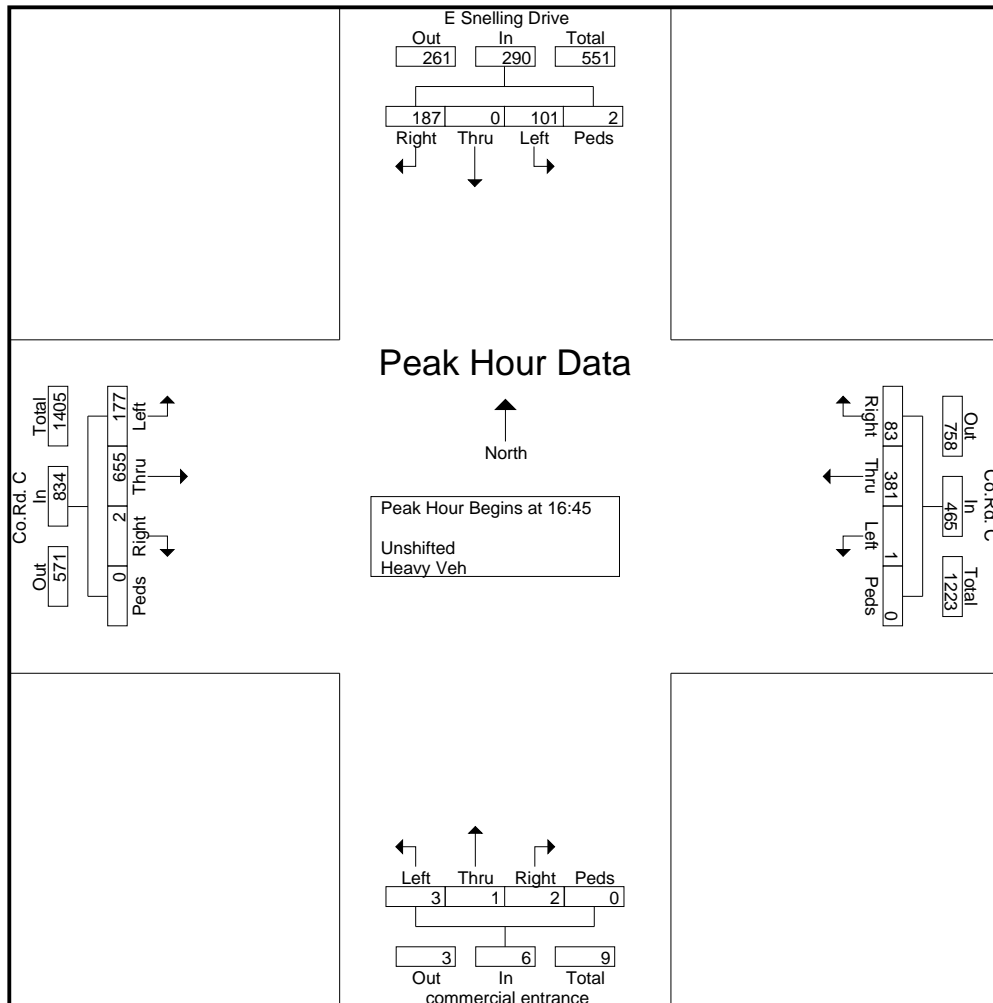 E Snelling Drive
Out In Total
261 290 551
187 0 101 2
Right Thru Left Peds
Peak Hour Data
North
Peak Hour Begins at 16:45
Unshifted
Heavy Veh
Co.Rd. C
Total In Out
1405 834 571
177 655 2 0
Left Thru Right Peds
Co.Rd. C
Out In Total
758 465 1223
83 381 1 0
Right Thru Left Peds
Left Thru Right Peds
3 1 2 0
3 6 9
Out In Total
commercial entrance